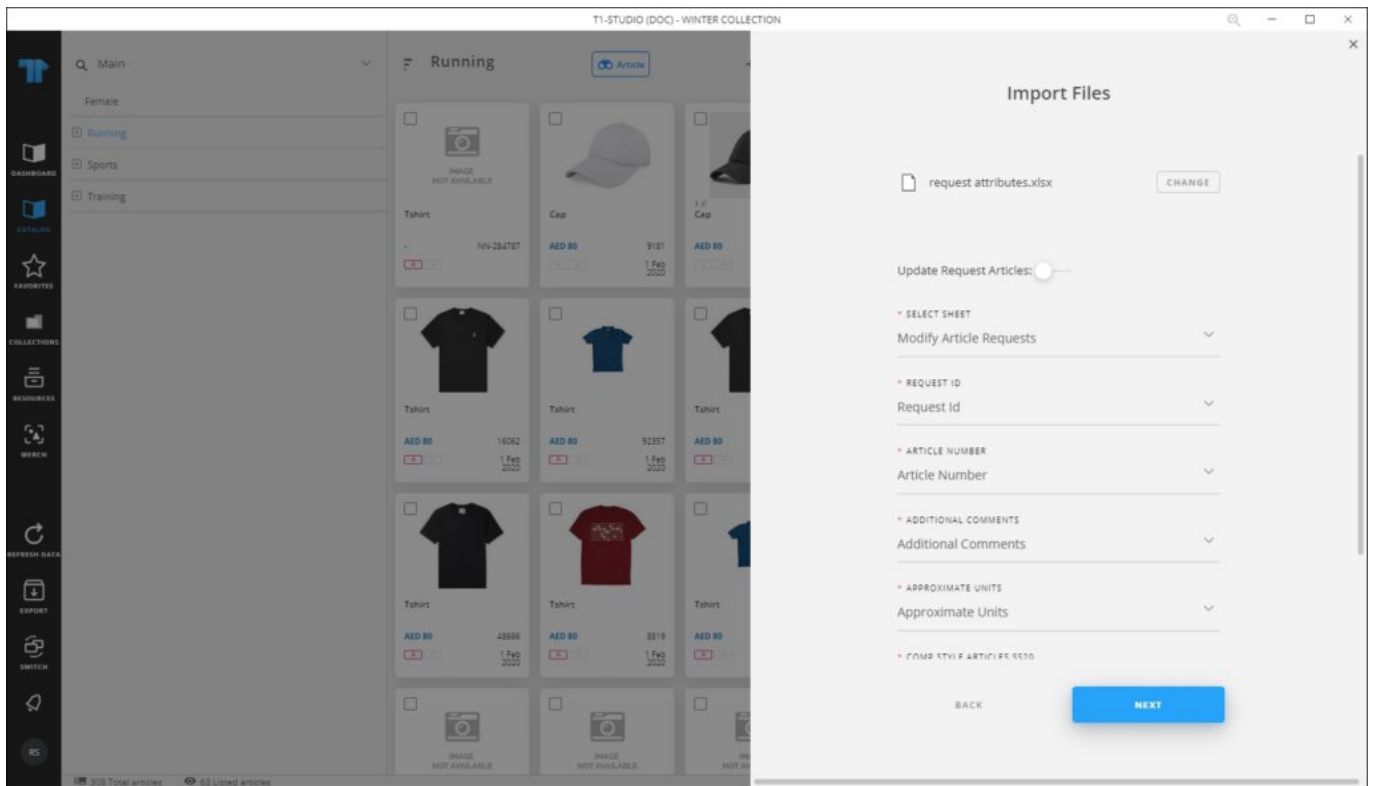 T1-STUDIO (DOC) - WINTER COLLECTION
DASHBOARD
CATALOG
FAVORITES
COLLECTIONS
RESOURCES
MERCH
REFRESH DATA
EXPORT
SWITCH
RS
Main
Female
Running
Sports
Training
Running
Article
IMAGE
NOT AVAILABLE
Tshirt
- NN-284787
Cap
AED 80 9181
1 Feb
2020
Cap
AED 80
Tshirt
AED 80 16062
1 Feb
2020
Tshirt
AED 80 92357
1 Feb
2020
Tshirt
AED 80
Tshirt
AED 80 48666
1 Feb
2020
Tshirt
AED 80 8519
1 Feb
2020
Tshirt
AED 80
IMAGE
NOT AVAILABLE
IMAGE
NOT AVAILABLE
308 Total articles 63 Listed articles
Import Files
request attributes.xlsx
CHANGE
Update Request Articles:
* SELECT SHEET
Modify Article Requests
* REQUEST ID
Request Id
* ARTICLE NUMBER
Article Number
* ADDITIONAL COMMENTS
Additional Comments
* APPROXIMATE UNITS
Approximate Units
* COMP STYLE ARTICLES SS20
BACK
NEXT